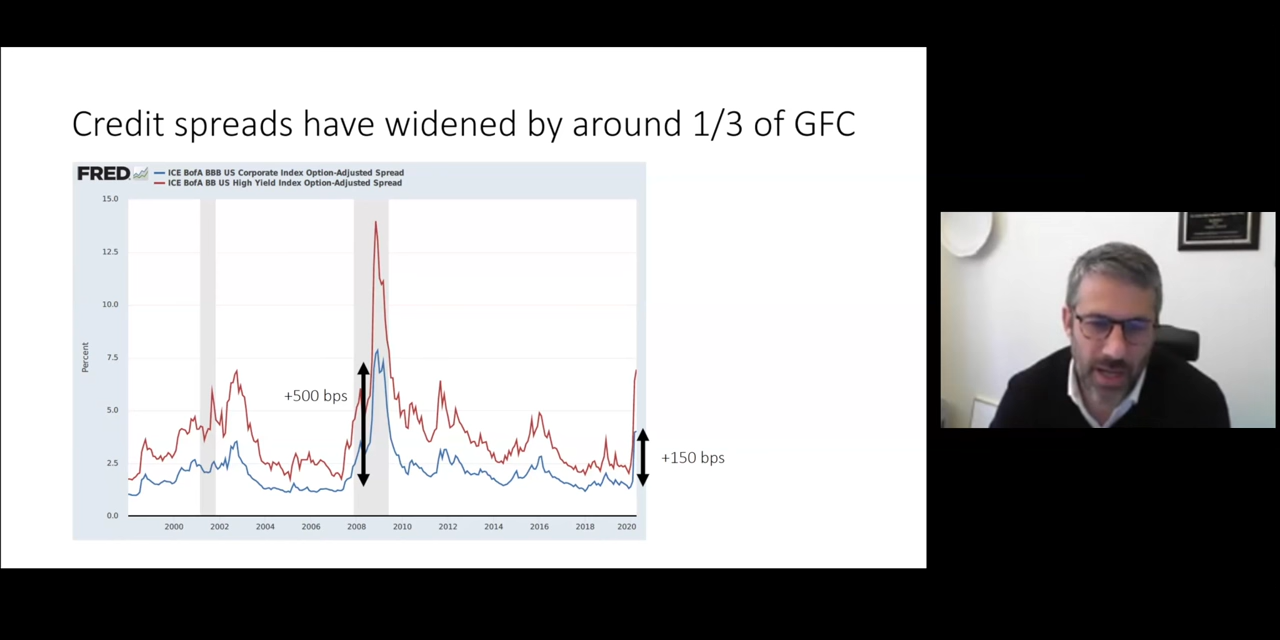 Credit spreads have widened by around 1/3 of GFC
FRED
ICE BofA BBB US Corporate Index Option-Adjusted Spread
ICE BofA BB US High Yield Index Option-Adjusted Spread
15.0
12.5
10.0
7.5
5.0
2.5
0.0
Percent
+500 bps
+150 bps
2000 2002 2004 2006 2008 2010 2012 2014 2016 2018 2020